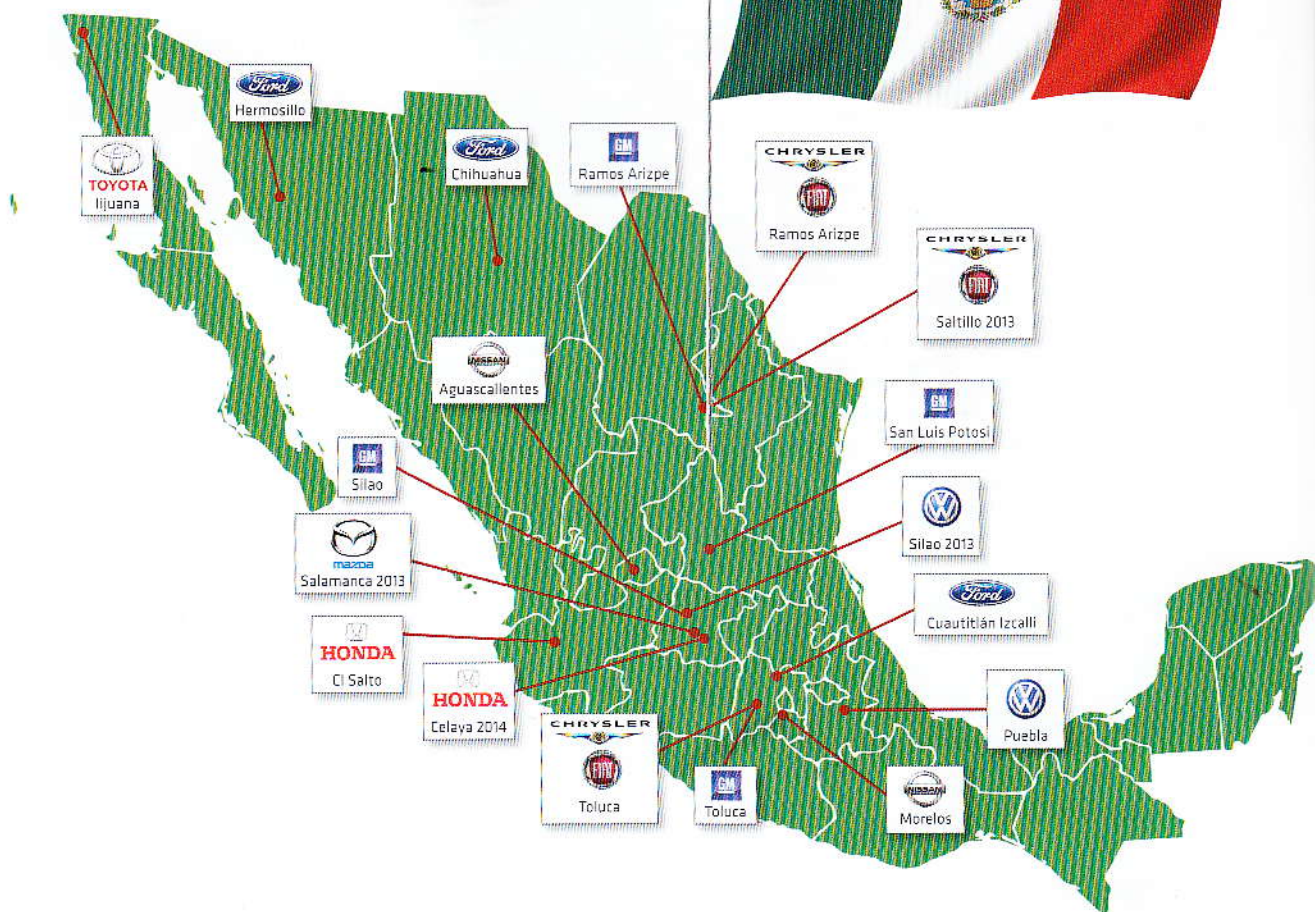 Ford
Hermosillo
TOYOTA
Iijuana
Ford
Chihuahua
GM
Ramos Arizpe
CHRYSLER
FIAT
Ramos Arizpe
CHRYSLER
FIAT
Saltillo 2013
NISSAN
Aguascallentes
GM
San Luis Potosi
GM
Silao
VW
Silao 2013
mazda
Salamanca 2013
Ford
Cuautitlán Izcalli
HONDA
Cl Salto
HONDA
Celaya 2014
VW
Puebla
CHRYSLER
FIAT
Toluca
GM
Toluca
NISSAN
Morelos